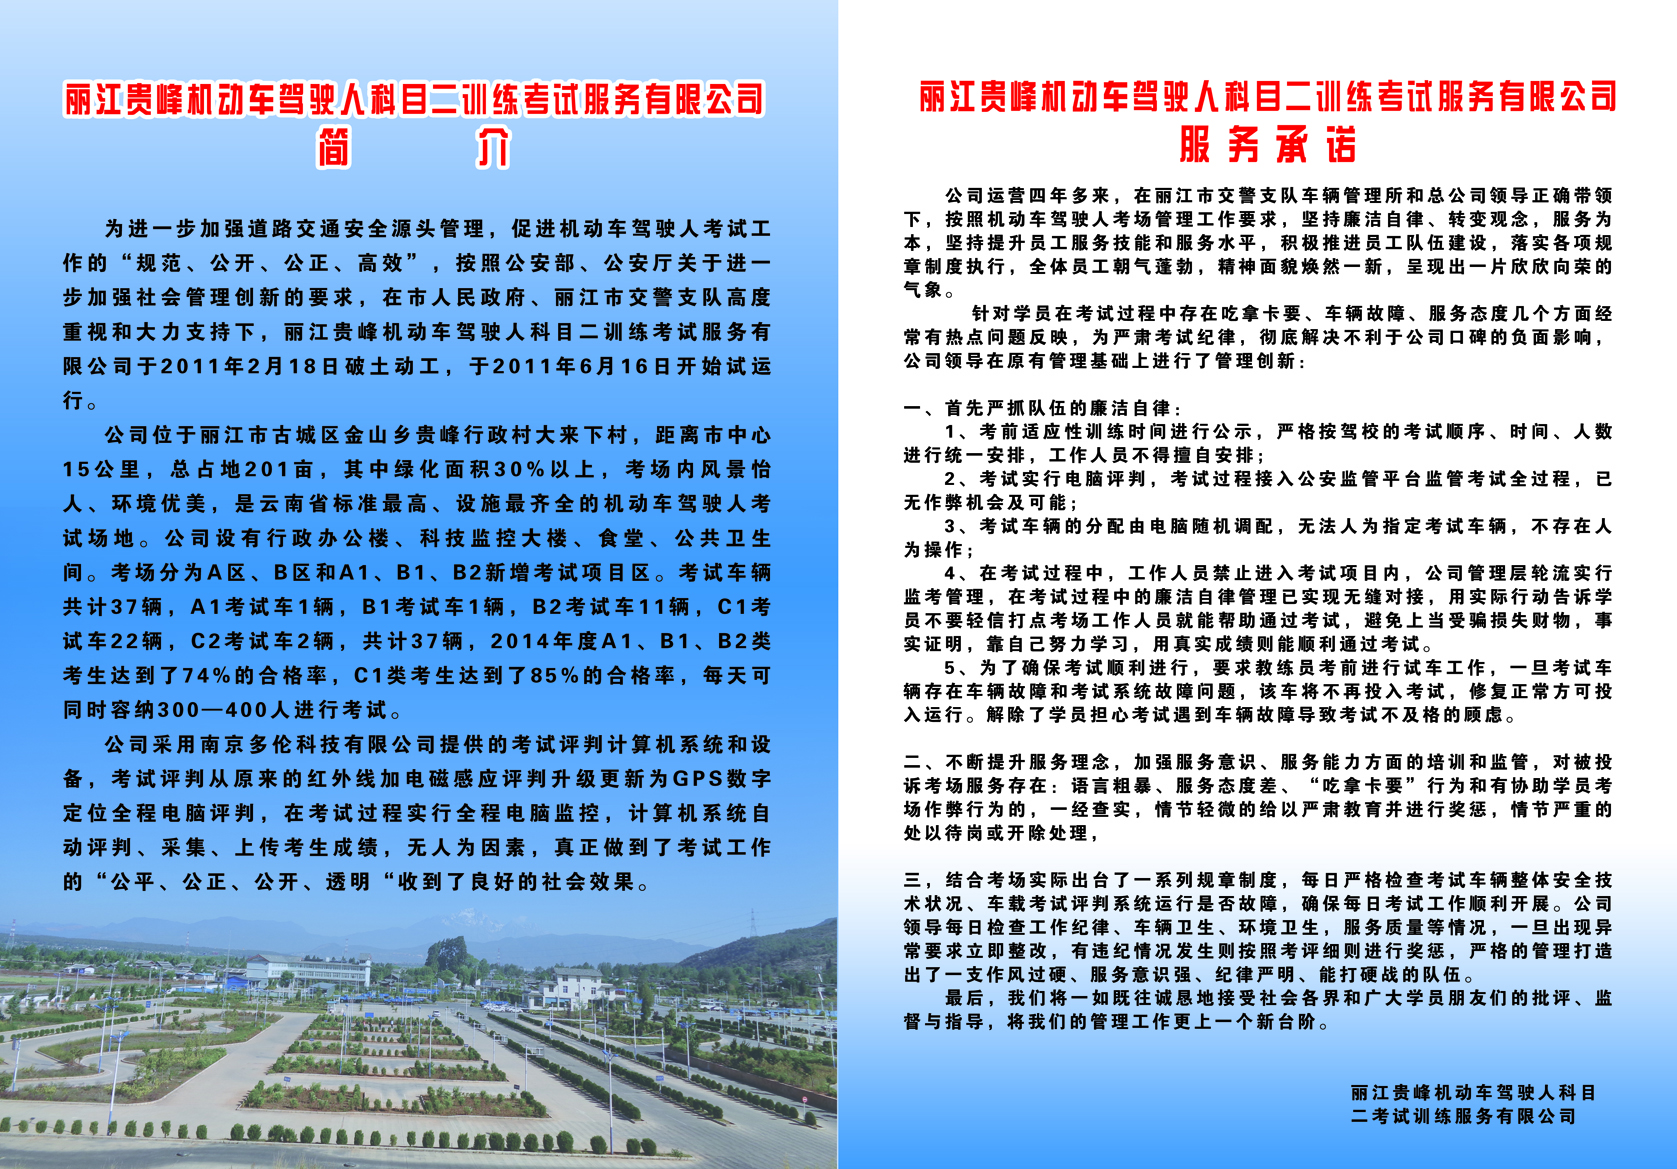 丽江贵峰机动车驾驶人科目二训练考试服务有限公司
简 介
为进一步加强道路交通安全源头管理，促进机动车驾驶人考试工
作的“规范、公开、公正、高效”，按照公安部、公安厅关于进一
步加强社会管理创新的要求，在市人民政府、丽江市交警支队高度
重视和大力支持下，丽江贵峰机动车驾驶人科目二训练考试服务有
限公司于2011年2月18日破土动工，于2011年6月16日开始试运
行。
公司位于丽江市古城区金山乡贵峰行政村大来下村，距离市中心
15公里，总占地201亩，其中绿化面积30%以上，考场内风景怡
人、环境优美，是云南省标准最高、设施最齐全的机动车驾驶人考
试场地。公司设有行政办公楼、科技监控大楼、食堂、公共卫生
间。考场分为A区、B区和A1、B1、B2新增考试项目区。考试车辆
共计37辆，A1考试车1辆，B1考试车1辆，B2考试车11辆，C1考
试车22辆，C2考试车2辆，共计37辆，2014年度A1、B1、B2类
考生达到了74%的合格率，C1类考生达到了85%的合格率，每天可
同时容纳300—400人进行考试。
公司采用南京多伦科技有限公司提供的考试评判计算机系统和设
备，考试评判从原来的红外线加电磁感应评判升级更新为GPS数字
定位全程电脑评判，在考试过程实行全程电脑监控，计算机系统自
动评判、采集、上传考生成绩，无人为因素，真正做到了考试工作
的“公平、公正、公开、透明“收到了良好的社会效果。
丽江贵峰机动车驾驶人科目二训练考试服务有限公司
服务承诺
公司运营四年多来，在丽江市交警支队车辆管理所和总公司领导正确带领
下，按照机动车驾驶人考场管理工作要求，坚持廉洁自律、转变观念，服务为
本，坚持提升员工服务技能和服务水平，积极推进员工队伍建设，落实各项规
章制度执行，全体员工朝气蓬勃，精神面貌焕然一新，呈现出一片欣欣向荣的
气象。
针对学员在考试过程中存在吃拿卡要、车辆故障、服务态度几个方面经
常有热点问题反映，为严肃考试纪律，彻底解决不利于公司口碑的负面影响，
公司领导在原有管理基础上进行了管理创新：
一、首先严抓队伍的廉洁自律：
1、考前适应性训练时间进行公示，严格按驾校的考试顺序、时间、人数
进行统一安排，工作人员不得擅自安排；
2、考试实行电脑评判，考试过程接入公安监管平台监管考试全过程，已
无作弊机会及可能；
3、考试车辆的分配由电脑随机调配，无法人为指定考试车辆，不存在人
为操作；
4、在考试过程中，工作人员禁止进入考试项目内，公司管理层轮流实行
监考管理，在考试过程中的廉洁自律管理已实现无缝对接，用实际行动告诉学
员不要轻信打点考场工作人员就能帮助通过考试，避免上当受骗损失财物，事
实证明，靠自己努力学习，用真实成绩则能顺利通过考试。
5、为了确保考试顺利进行，要求教练员考前进行试车工作，一旦考试车
辆存在车辆故障和考试系统故障问题，该车将不再投入考试，修复正常方可投
入运行。解除了学员担心考试遇到车辆故障导致考试不及格的顾虑。
二、不断提升服务理念，加强服务意识、服务能力方面的培训和监管，对被投
诉考场服务存在：语言粗暴、服务态度差、“吃拿卡要”行为和有协助学员考
场作弊行为的，一经查实，情节轻微的给以严肃教育并进行奖惩，情节严重的
处以待岗或开除处理，
三，结合考场实际出台了一系列规章制度，每日严格检查考试车辆整体安全技
术状况、车载考试评判系统运行是否故障，确保每日考试工作顺利开展。公司
领导每日检查工作纪律、车辆卫生、环境卫生，服务质量等情况，一旦出现异
常要求立即整改，有违纪情况发生则按照考评细则进行奖惩，严格的管理打造
出了一支作风过硬、服务意识强、纪律严明、能打硬战的队伍。
最后，我们将一如既往诚恳地接受社会各界和广大学员朋友们的批评、监
督与指导，将我们的管理工作更上一个新台阶。
丽江贵峰机动车驾驶人科目
二考试训练服务有限公司